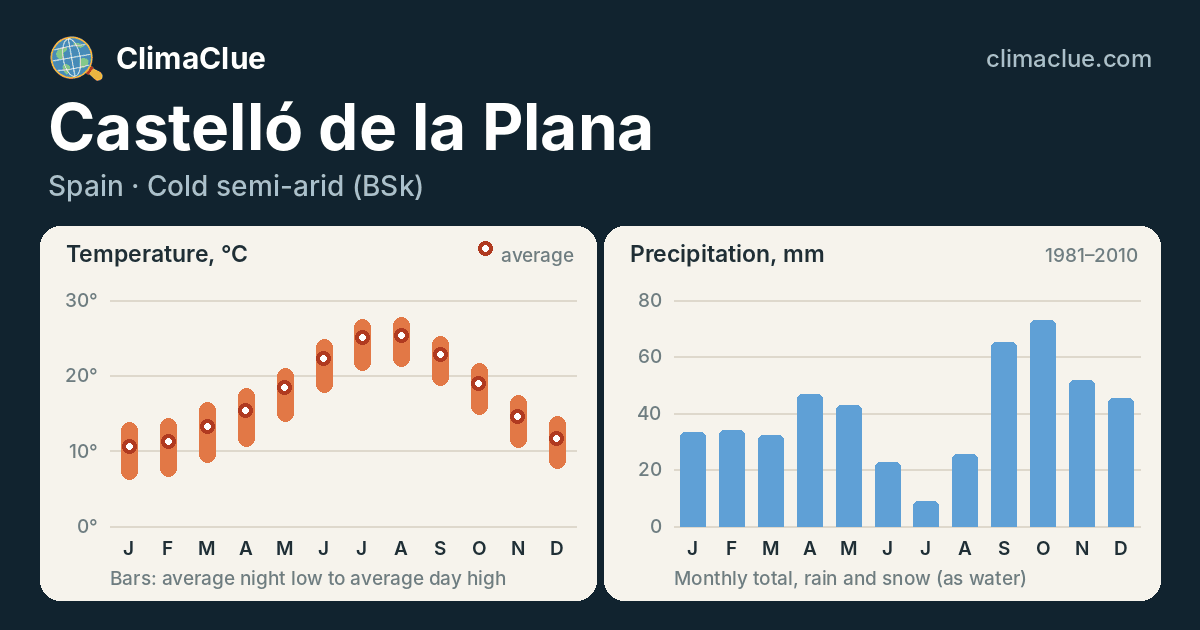 ClimaClue
climaclue.com
Castelló de la Plana
Spain · Cold semi-arid (BSk)
Temperature, °C
average
30°
20°
10°
0°
J F M A M J J A S O N D
Bars: average night low to average day high
Precipitation, mm
1981–2010
80
60
40
20
0
J F M A M J J A S O N D
Monthly total, rain and snow (as water)